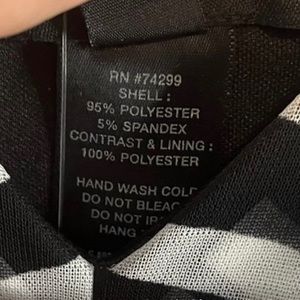 RN #74299
SHELL :
95% POLYESTER
5% SPANDEX
CONTRAST & LINING :
100% POLYESTER
HAND WASH COLD
DO NOT BLEAC
DO NOT IR
HANG